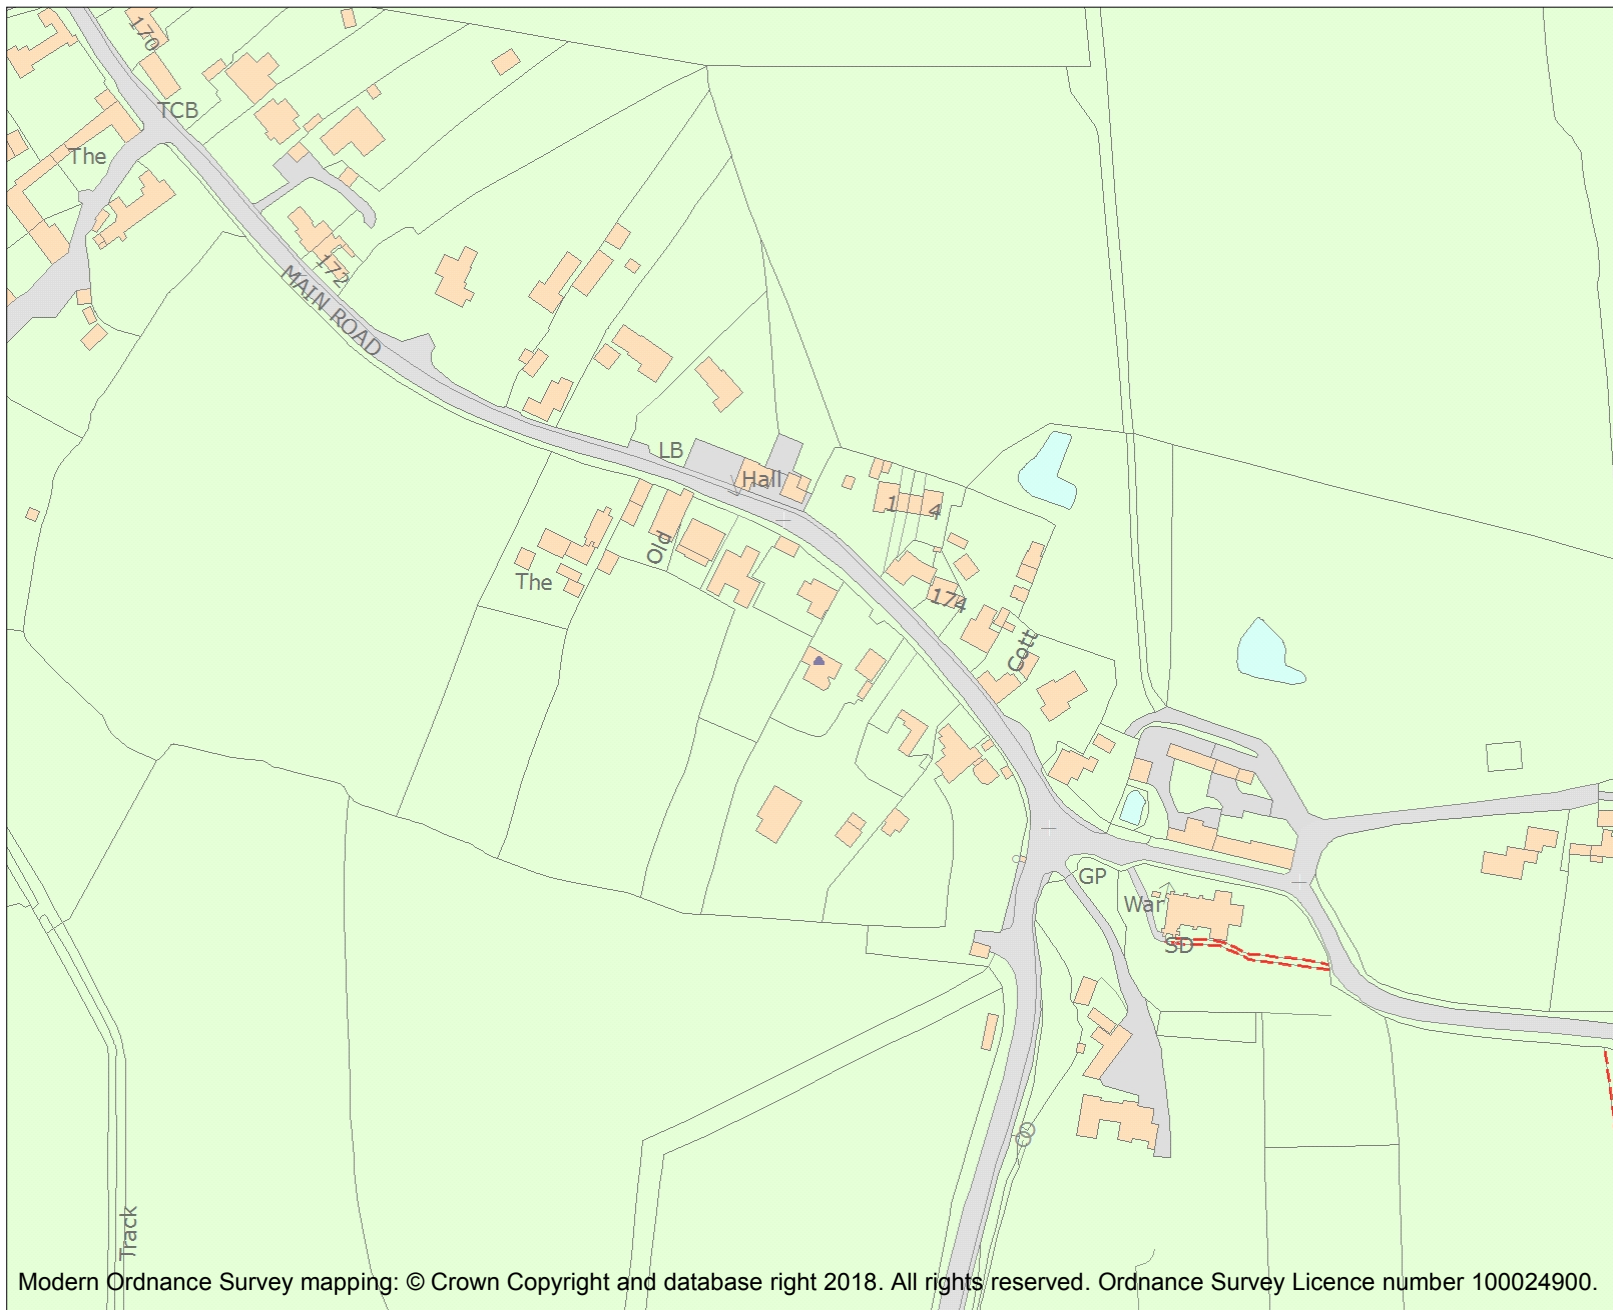 170
TCB
The
172
MAIN ROAD
LB
Hall
1
4
Old
The
174
Cott
GP
War
SD
Track
Modern Ordnance Survey mapping: © Crown Copyright and database right 2018. All rights reserved. Ordnance Survey Licence number 100024900.